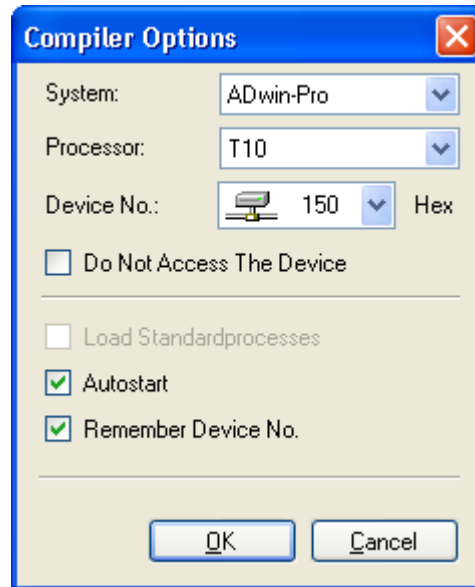 Compiler Options
System: ADwin-Pro
Processor: T10
Device No.: 150 Hex
Do Not Access The Device
Load Standardprocesses
Autostart
Remember Device No.
OK Cancel